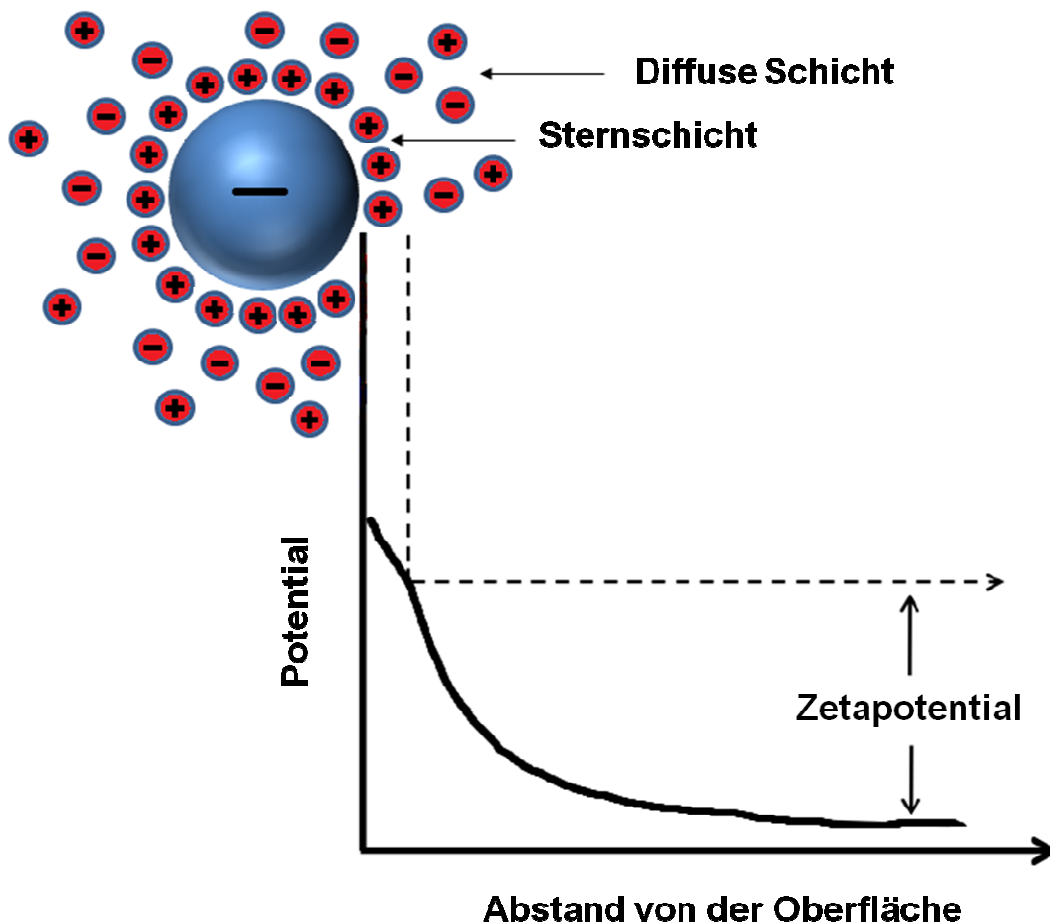 Diffuse Schicht
Sternschicht
Potential
Zetapotential
Abstand von der Oberfläche